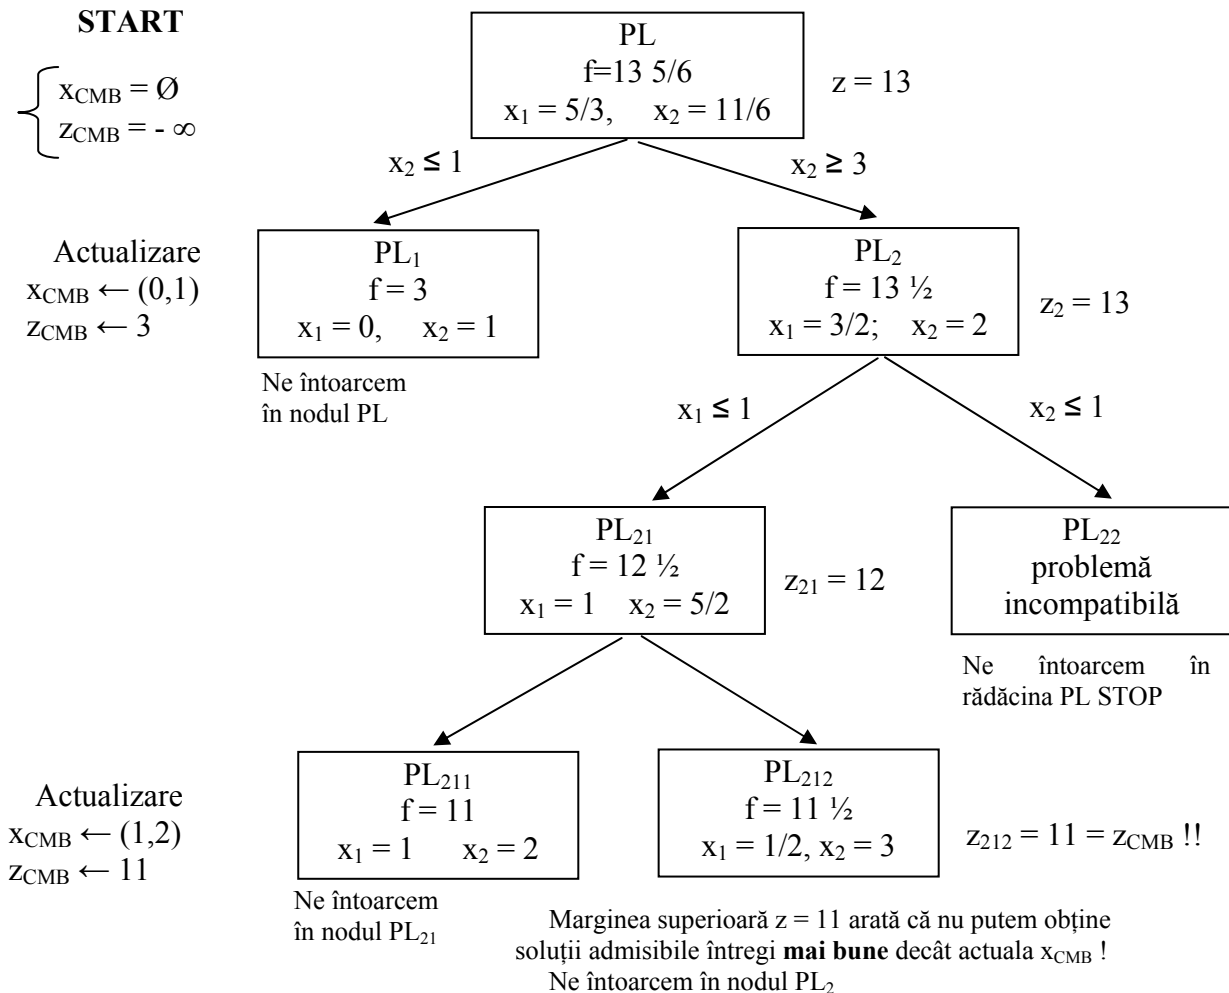 START
x_CMB = Ø
z_CMB = - ∞
PL
f=13 5/6
x₁ = 5/3, x₂ = 11/6
z = 13
x₂ ≤ 1
x₂ ≥ 3
Actualizare
x_CMB ← (0,1)
z_CMB ← 3
PL₁
f = 3
x₁ = 0, x₂ = 1
Ne întoarcem
în nodul PL
PL₂
f = 13 ½
x₁ = 3/2; x₂ = 2
z₂ = 13
x₁ ≤ 1
x₂ ≤ 1
PL₂₁
f = 12 ½
x₁ = 1 x₂ = 5/2
z₂₁ = 12
PL₂₂
problemă
incompatibilă
Ne întoarcem în
rădăcina PL STOP
Actualizare
x_CMB ← (1,2)
z_CMB ← 11
PL₂₁₁
f = 11
x₁ = 1 x₂ = 2
Ne întoarcem
în nodul PL₂₁
PL₂₁₂
f = 11 ½
x₁ = 1/2, x₂ = 3
z₂₁₂ = 11 = z_CMB !!
Marginea superioară z = 11 arată că nu putem obține
soluții admisibile întregi mai bune decât actuala x_CMB !
Ne întoarcem în nodul PL₂